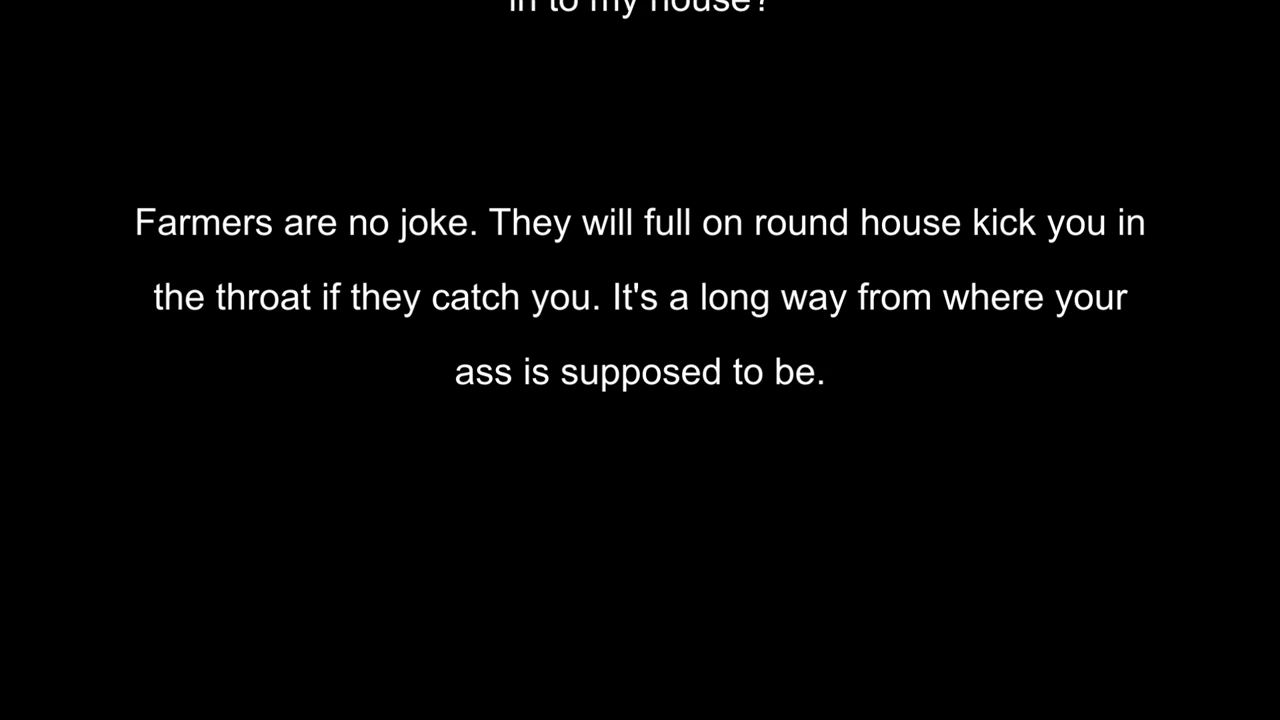 in to my house?
Farmers are no joke. They will full on round house kick you in
the throat if they catch you. It's a long way from where your
ass is supposed to be.